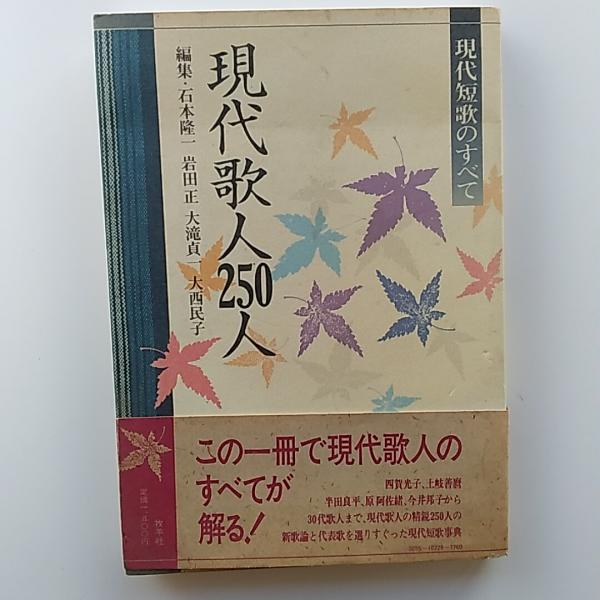 現代短歌のすべて
現代歌人250人
編集・石本隆一 岩田正 大滝貞一 大西民子
この一冊で現代歌人の
すべてが
解る!
四賀光子、土岐善麿
半田良平、原阿佐緒、今井邦子から
30代歌人まで、現代歌人の精鋭250人の
新歌論と代表歌を選りすぐった現代短歌事典
牧羊社